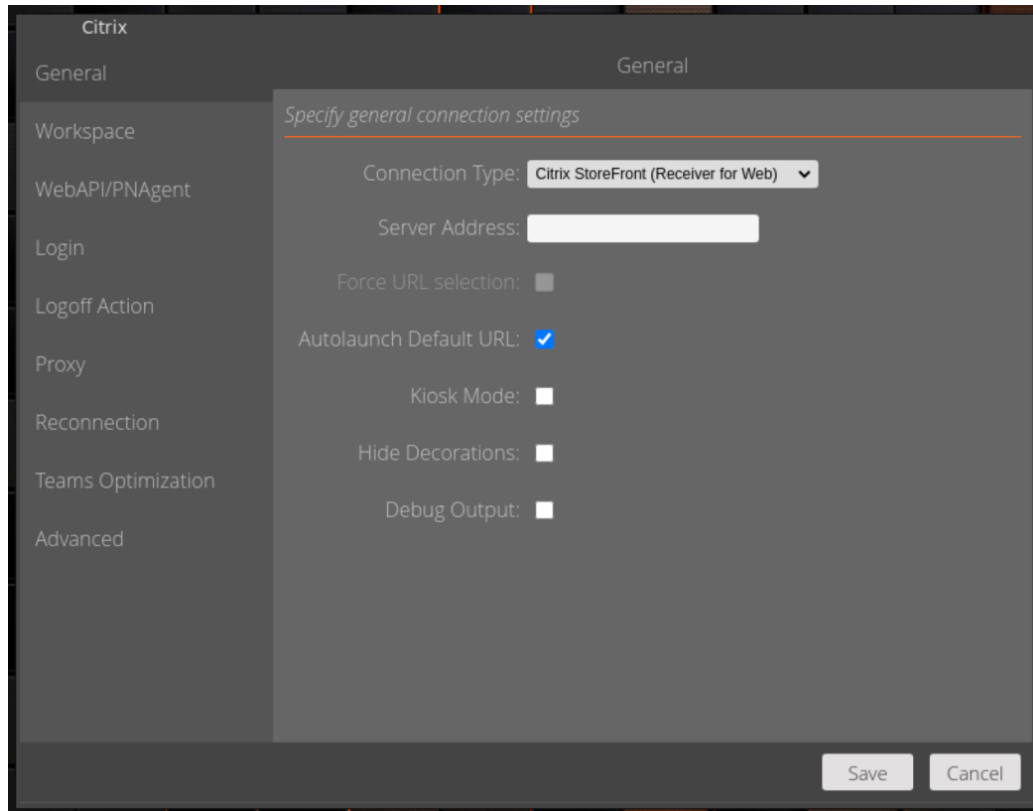 Citrix
General
Workspace
WebAPI/PNAgent
Login
Logoff Action
Proxy
Reconnection
Teams Optimization
Advanced
General
Specify general connection settings
Connection Type: Citrix StoreFront (Receiver for Web)
Server Address:
Force URL selection:
Autolaunch Default URL:
Kiosk Mode:
Hide Decorations:
Debug Output:
Save Cancel